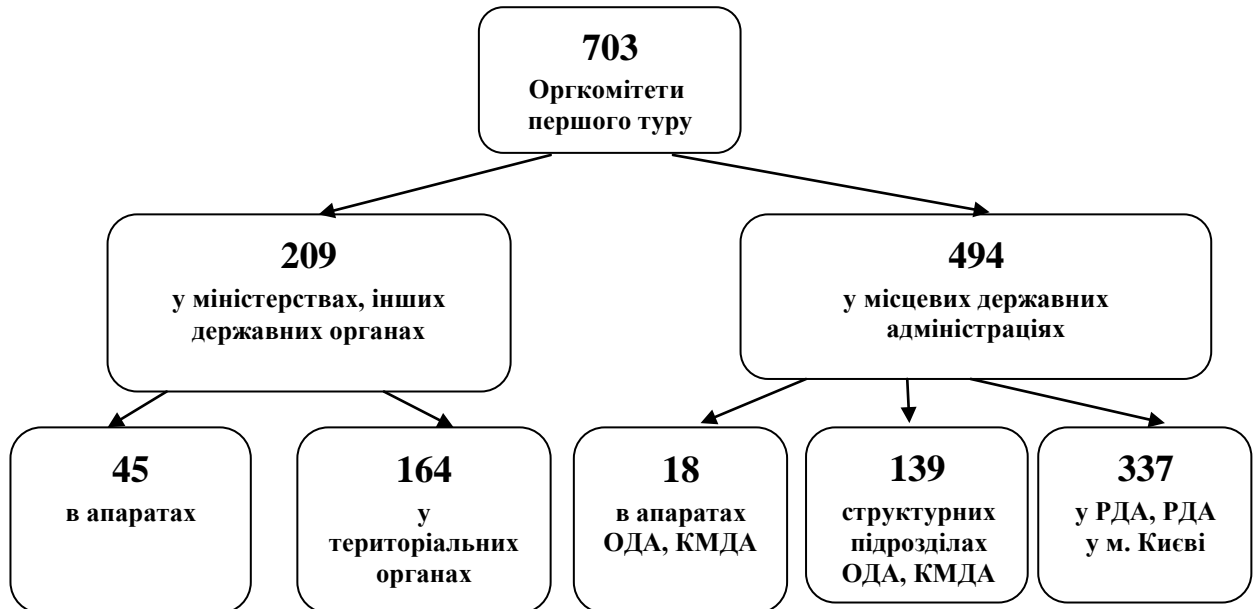 703
Оргкомітети
першого туру
209
у міністерствах, інших
державних органах
494
у місцевих державних
адміністраціях
45
в апаратах
164
у
територіальних
органах
18
в апаратах
ОДА, КМДА
139
структурних
підрозділах
ОДА, КМДА
337
у РДА, РДА
у м. Києві